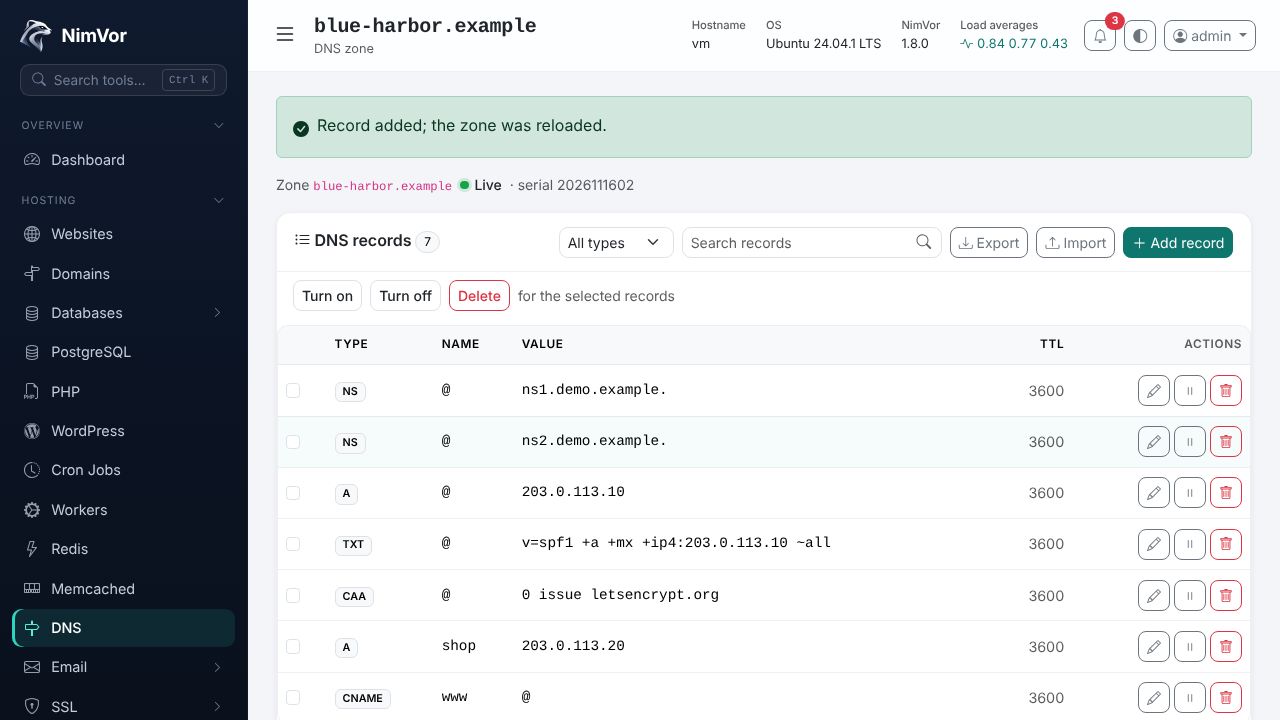 NimVor
Search tools... Ctrl K
OVERVIEW
Dashboard
HOSTING
Websites
Domains
Databases
PostgreSQL
PHP
WordPress
Cron Jobs
Workers
Redis
Memcached
DNS
Email
SSL
blue-harbor.example
DNS zone
Hostname
vm
OS
Ubuntu 24.04.1 LTS
NimVor
1.8.0
Load averages
0.84 0.77 0.43
3
admin
Record added; the zone was reloaded.
Zone blue-harbor.example Live · serial 2026111602
DNS records 7
All types
Search records
Export
Import
+ Add record
Turn on Turn off Delete for the selected records
TYPE NAME VALUE TTL ACTIONS
NS @ ns1.demo.example. 3600
NS @ ns2.demo.example. 3600
A @ 203.0.113.10 3600
TXT @ v=spf1 +a +mx +ip4:203.0.113.10 ~all 3600
CAA @ 0 issue letsencrypt.org 3600
A shop 203.0.113.20 3600
CNAME www @ 3600